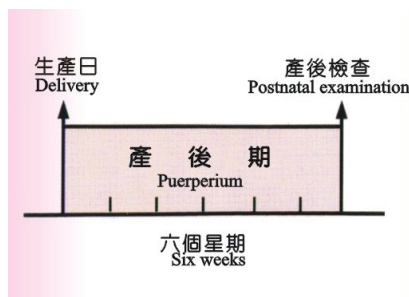 生產日
Delivery
產後檢查
Postnatal examination
產後期
Puerperium
六個星期
Six weeks